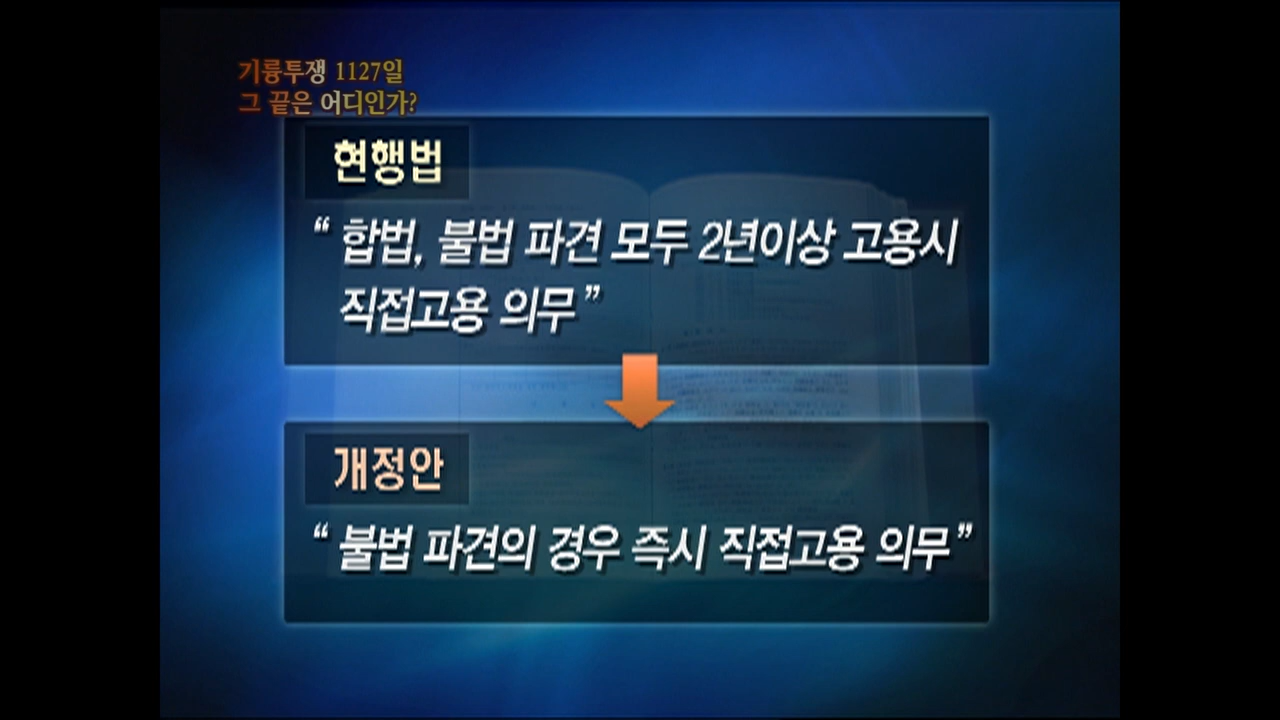 기륭투쟁 1127일
그 끝은 어디인가?
현행법
“ 합법, 불법 파견 모두 2년이상 고용시
직접고용 의무 ”
개정안
“ 불법 파견의 경우 즉시 직접고용 의무 ”